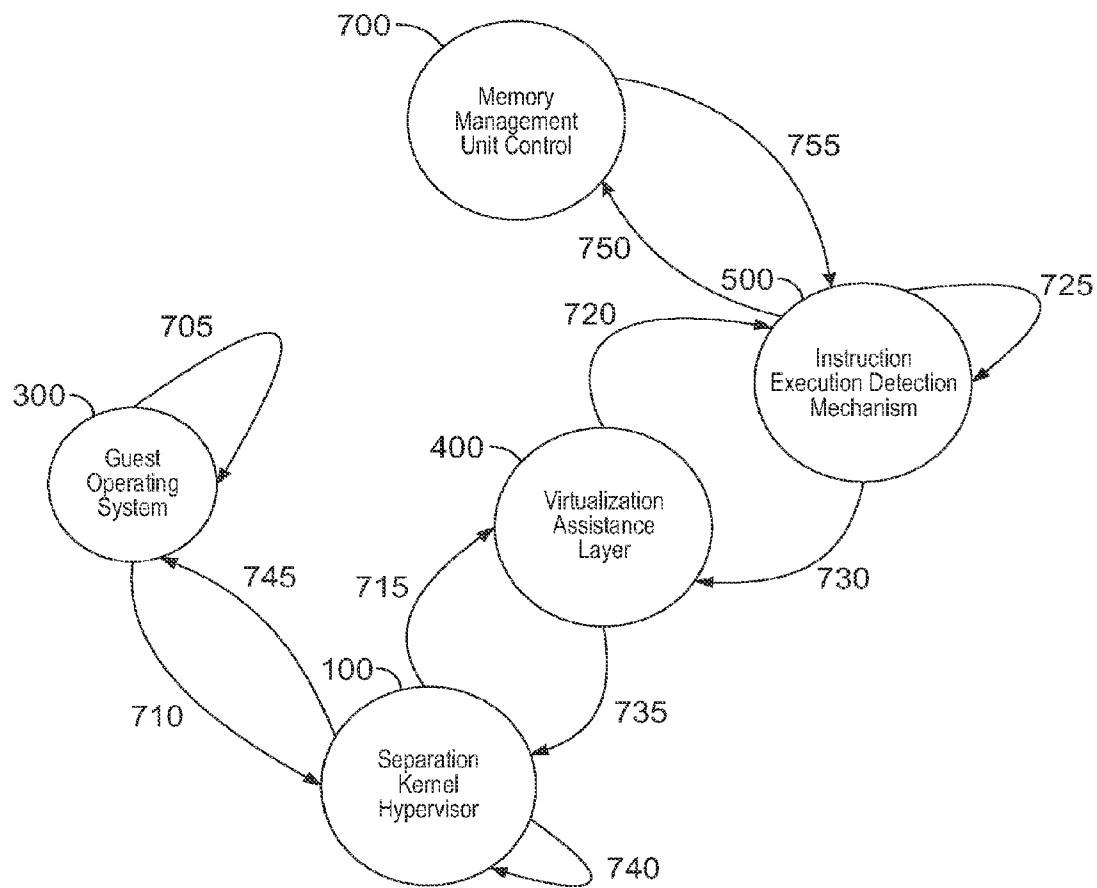 700
Memory
Management
Unit Control
755
750
500
725
720
Instruction
Execution Detection
Mechanism
705
300
Guest
Operating
System
400
Virtualization
Assistance
Layer
745
715
730
100
710
735
Separation
Kernel
Hypervisor
740